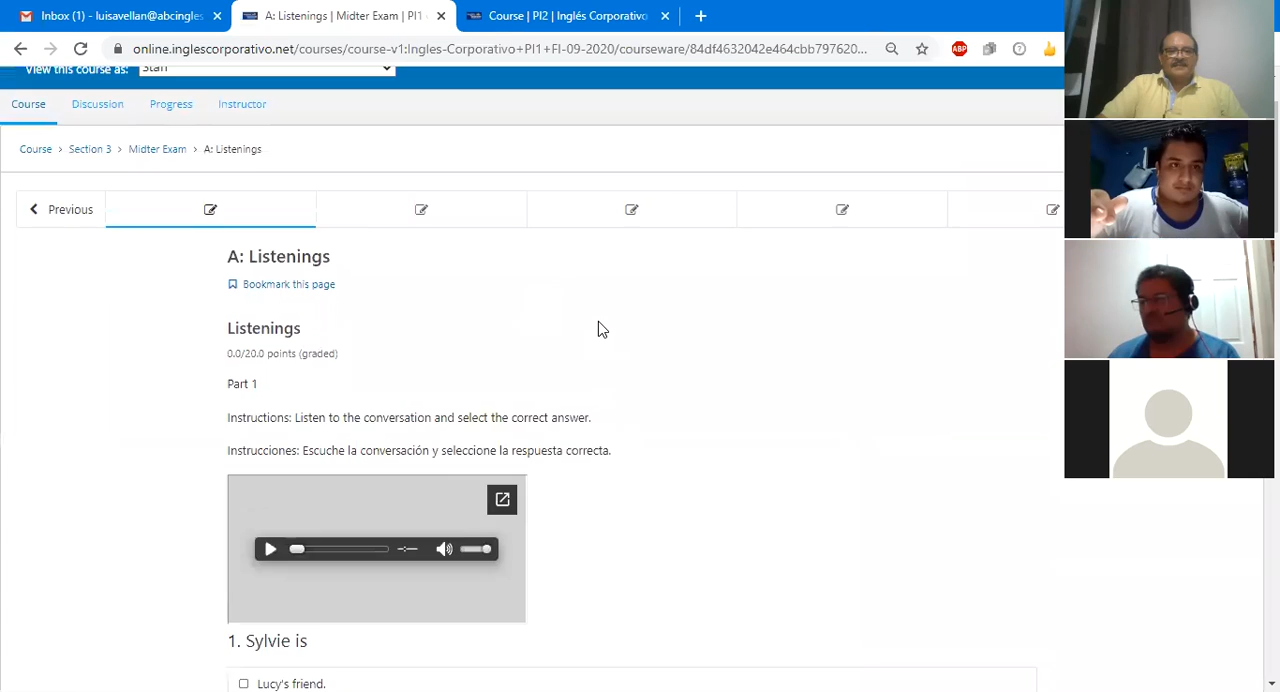 Inbox (1) - luisavellan@abcingles
A: Listenings | Midter Exam | PI1
Course | PI2 | Inglés Corporativo
online.inglescorporativo.net/courses/course-v1:Ingles-Corporativo+PI1+FI-09-2020/courseware/84df4632042e464cbb797620...
ABP
View this course as: Staff
Course
Discussion
Progress
Instructor
Course > Section 3 > Midter Exam > A: Listenings
Previous
A: Listenings
Bookmark this page
Listenings
0.0/20.0 points (graded)
Part 1
Instructions: Listen to the conversation and select the correct answer.
Instrucciones: Escuche la conversación y seleccione la respuesta correcta.
-:--
1. Sylvie is
Lucy's friend.